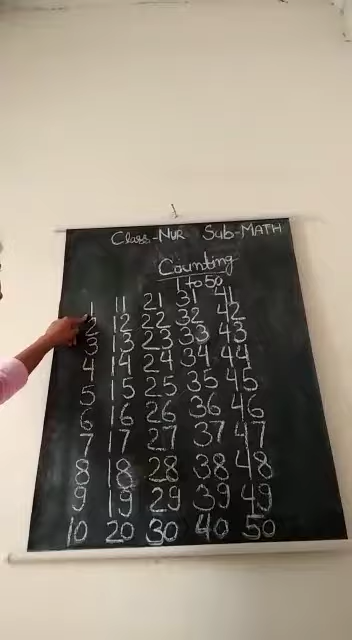 Class-NUR Sub-MATH
Counting
1 to 50
1 11 21 31 41
2 12 22 32 42
3 13 23 33 43
4 14 24 34 44
5 15 25 35 45
6 16 26 36 46
7 17 27 37 47
8 18 28 38 48
9 19 29 39 49
10 20 30 40 50